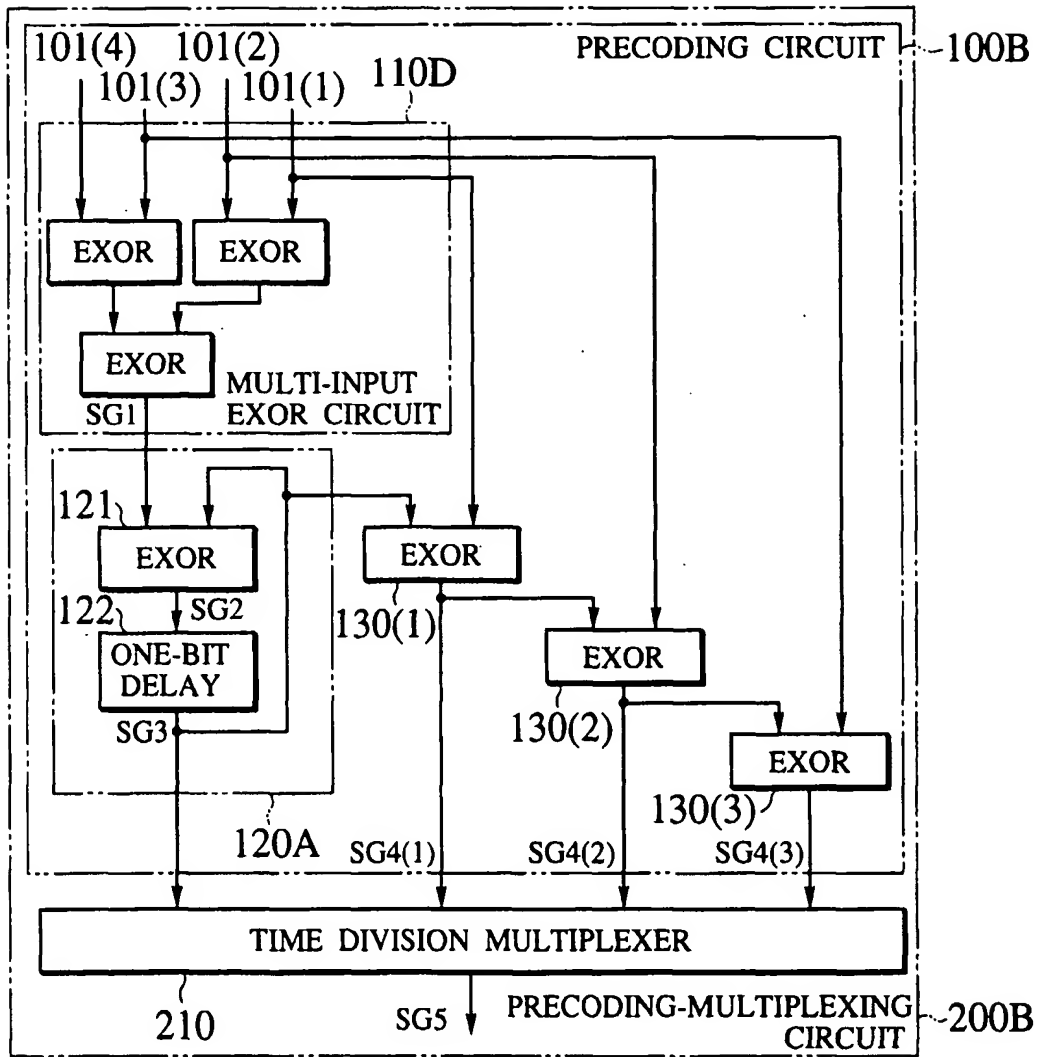 101(4)
101(2)
PRECODING CIRCUIT
100B
101(3)
110D
101(1)
EXOR
EXOR
EXOR
MULTI-INPUT
EXOR CIRCUIT
SG1
121
EXOR
EXOR
122
SG2
130(1)
ONE-BIT
DELAY
EXOR
SG3
130(2)
EXOR
130(3)
120A
SG4(1)
SG4(2)
SG4(3)
TIME DIVISION MULTIPLEXER
210
SG5
PRECODING-MULTIPLEXING
CIRCUIT
200B